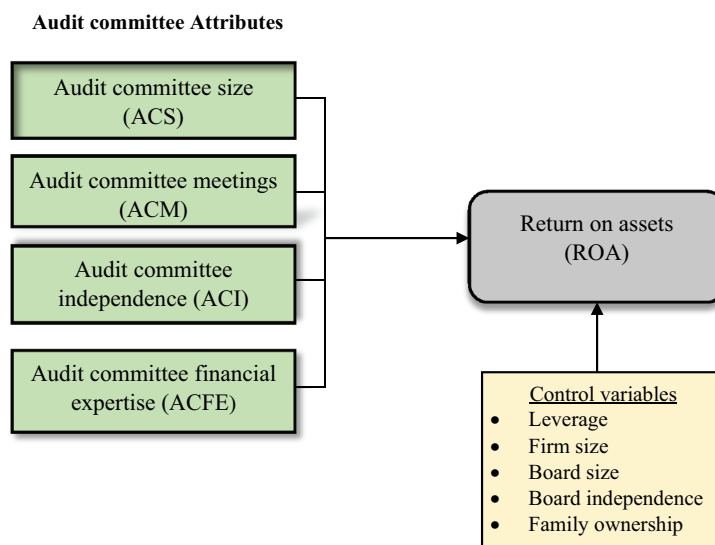 Audit committee Attributes
Audit committee size
(ACS)
Audit committee meetings
(ACM)
Audit committee
independence (ACI)
Audit committee financial
expertise (ACFE)
Return on assets
(ROA)
Control variables
• Leverage
• Firm size
• Board size
• Board independence
• Family ownership